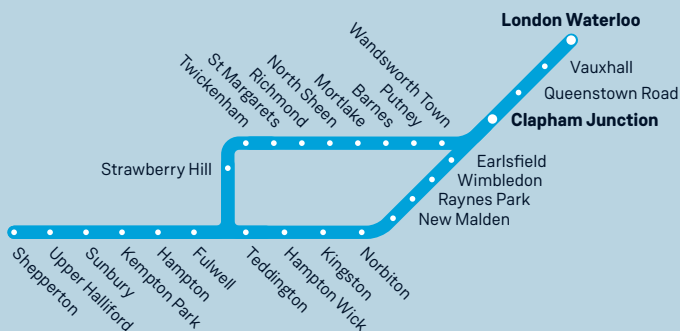 London Waterloo
Vauxhall
Queenstown Road
Clapham Junction
Wandsworth Town
Putney
Barnes
Mortlake
North Sheen
Richmond
St Margarets
Twickenham
Strawberry Hill
Earlsfield
Wimbledon
Raynes Park
New Malden
Norbiton
Kingston
Hampton Wick
Teddington
Fulwell
Hampton
Kempton Park
Sunbury
Upper Halliford
Shepperton